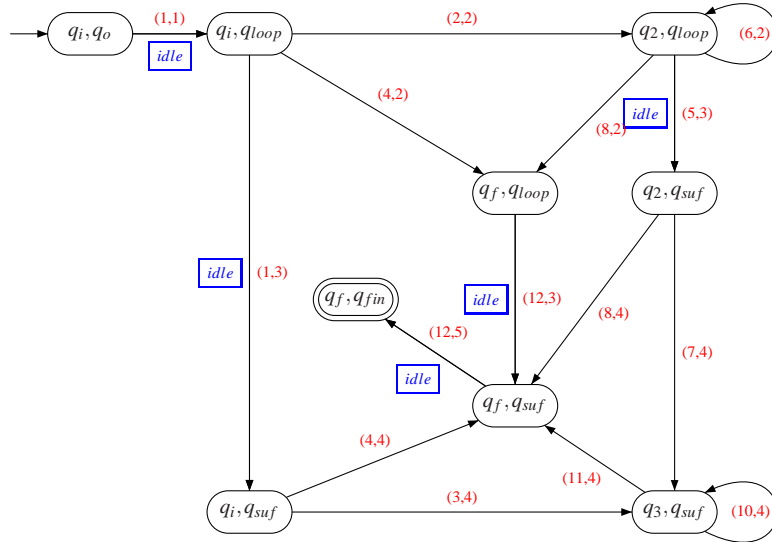 (1,1)
(2,2)
q_i, q_o
q_i, q_loop
q_2, q_loop
(6,2)
idle
(4,2)
(8,2)
idle
(5,3)
q_f, q_loop
q_2, q_suf
idle
(1,3)
q_f, q_fin
idle
(12,3)
(8,4)
(12,5)
(7,4)
idle
q_f, q_suf
(4,4)
(11,4)
(3,4)
q_i, q_suf
q_3, q_suf
(10,4)